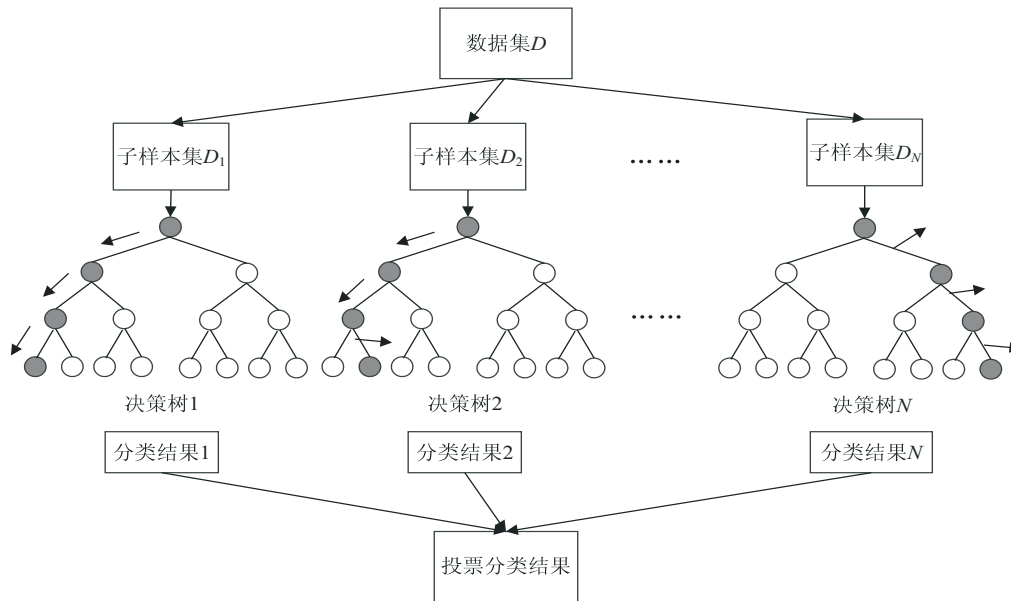 数据集D
子样本集D₁
子样本集D₂
……
子样本集D_N
……
决策树1
决策树2
决策树N
分类结果1
分类结果2
分类结果N
投票分类结果